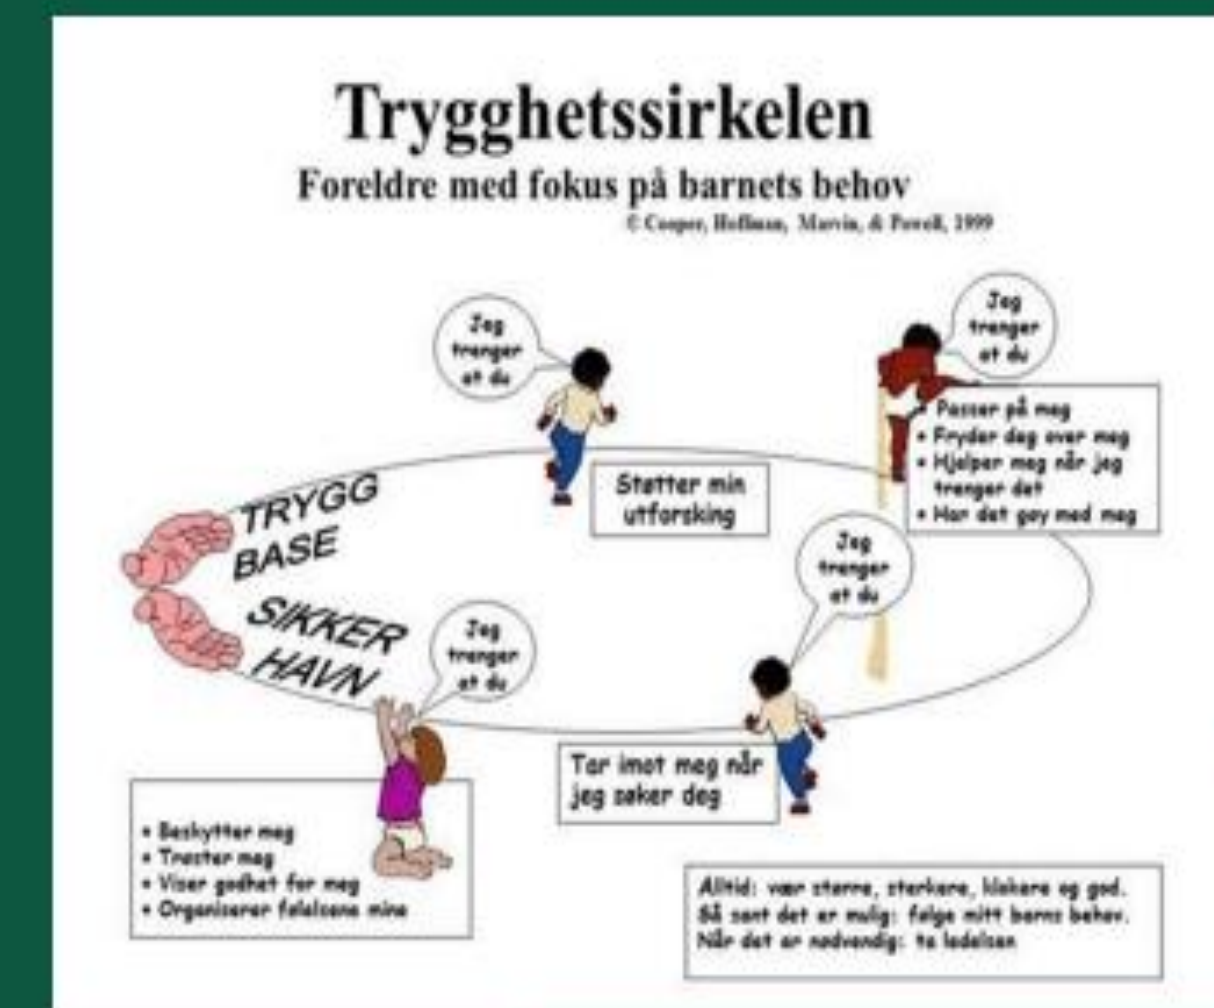 Trygghetssirkelen
Foreldre med fokus på barnets behov
© Cooper, Hoffman, Marvin, & Powell, 1999
Jeg
trenger
at du
Jeg
trenger
at du
• Passer på meg
• Fryder deg over meg
• Hjelper meg når jeg
trenger det
• Har det gøy med meg
Støtter min
utforsking
TRYGG
BASE
Jeg
trenger
at du
SIKKER
HAVN
Jeg
trenger
at du
Tar imot meg når
jeg søker deg
• Beskytter meg
• Trøster meg
• Viser godhet for meg
• Organiserer følelsene mine
Alltid: vær større, sterkere, klokere og god.
Så sant det er mulig: følge mitt barns behov.
Når det er nødvendig: ta ledelsen